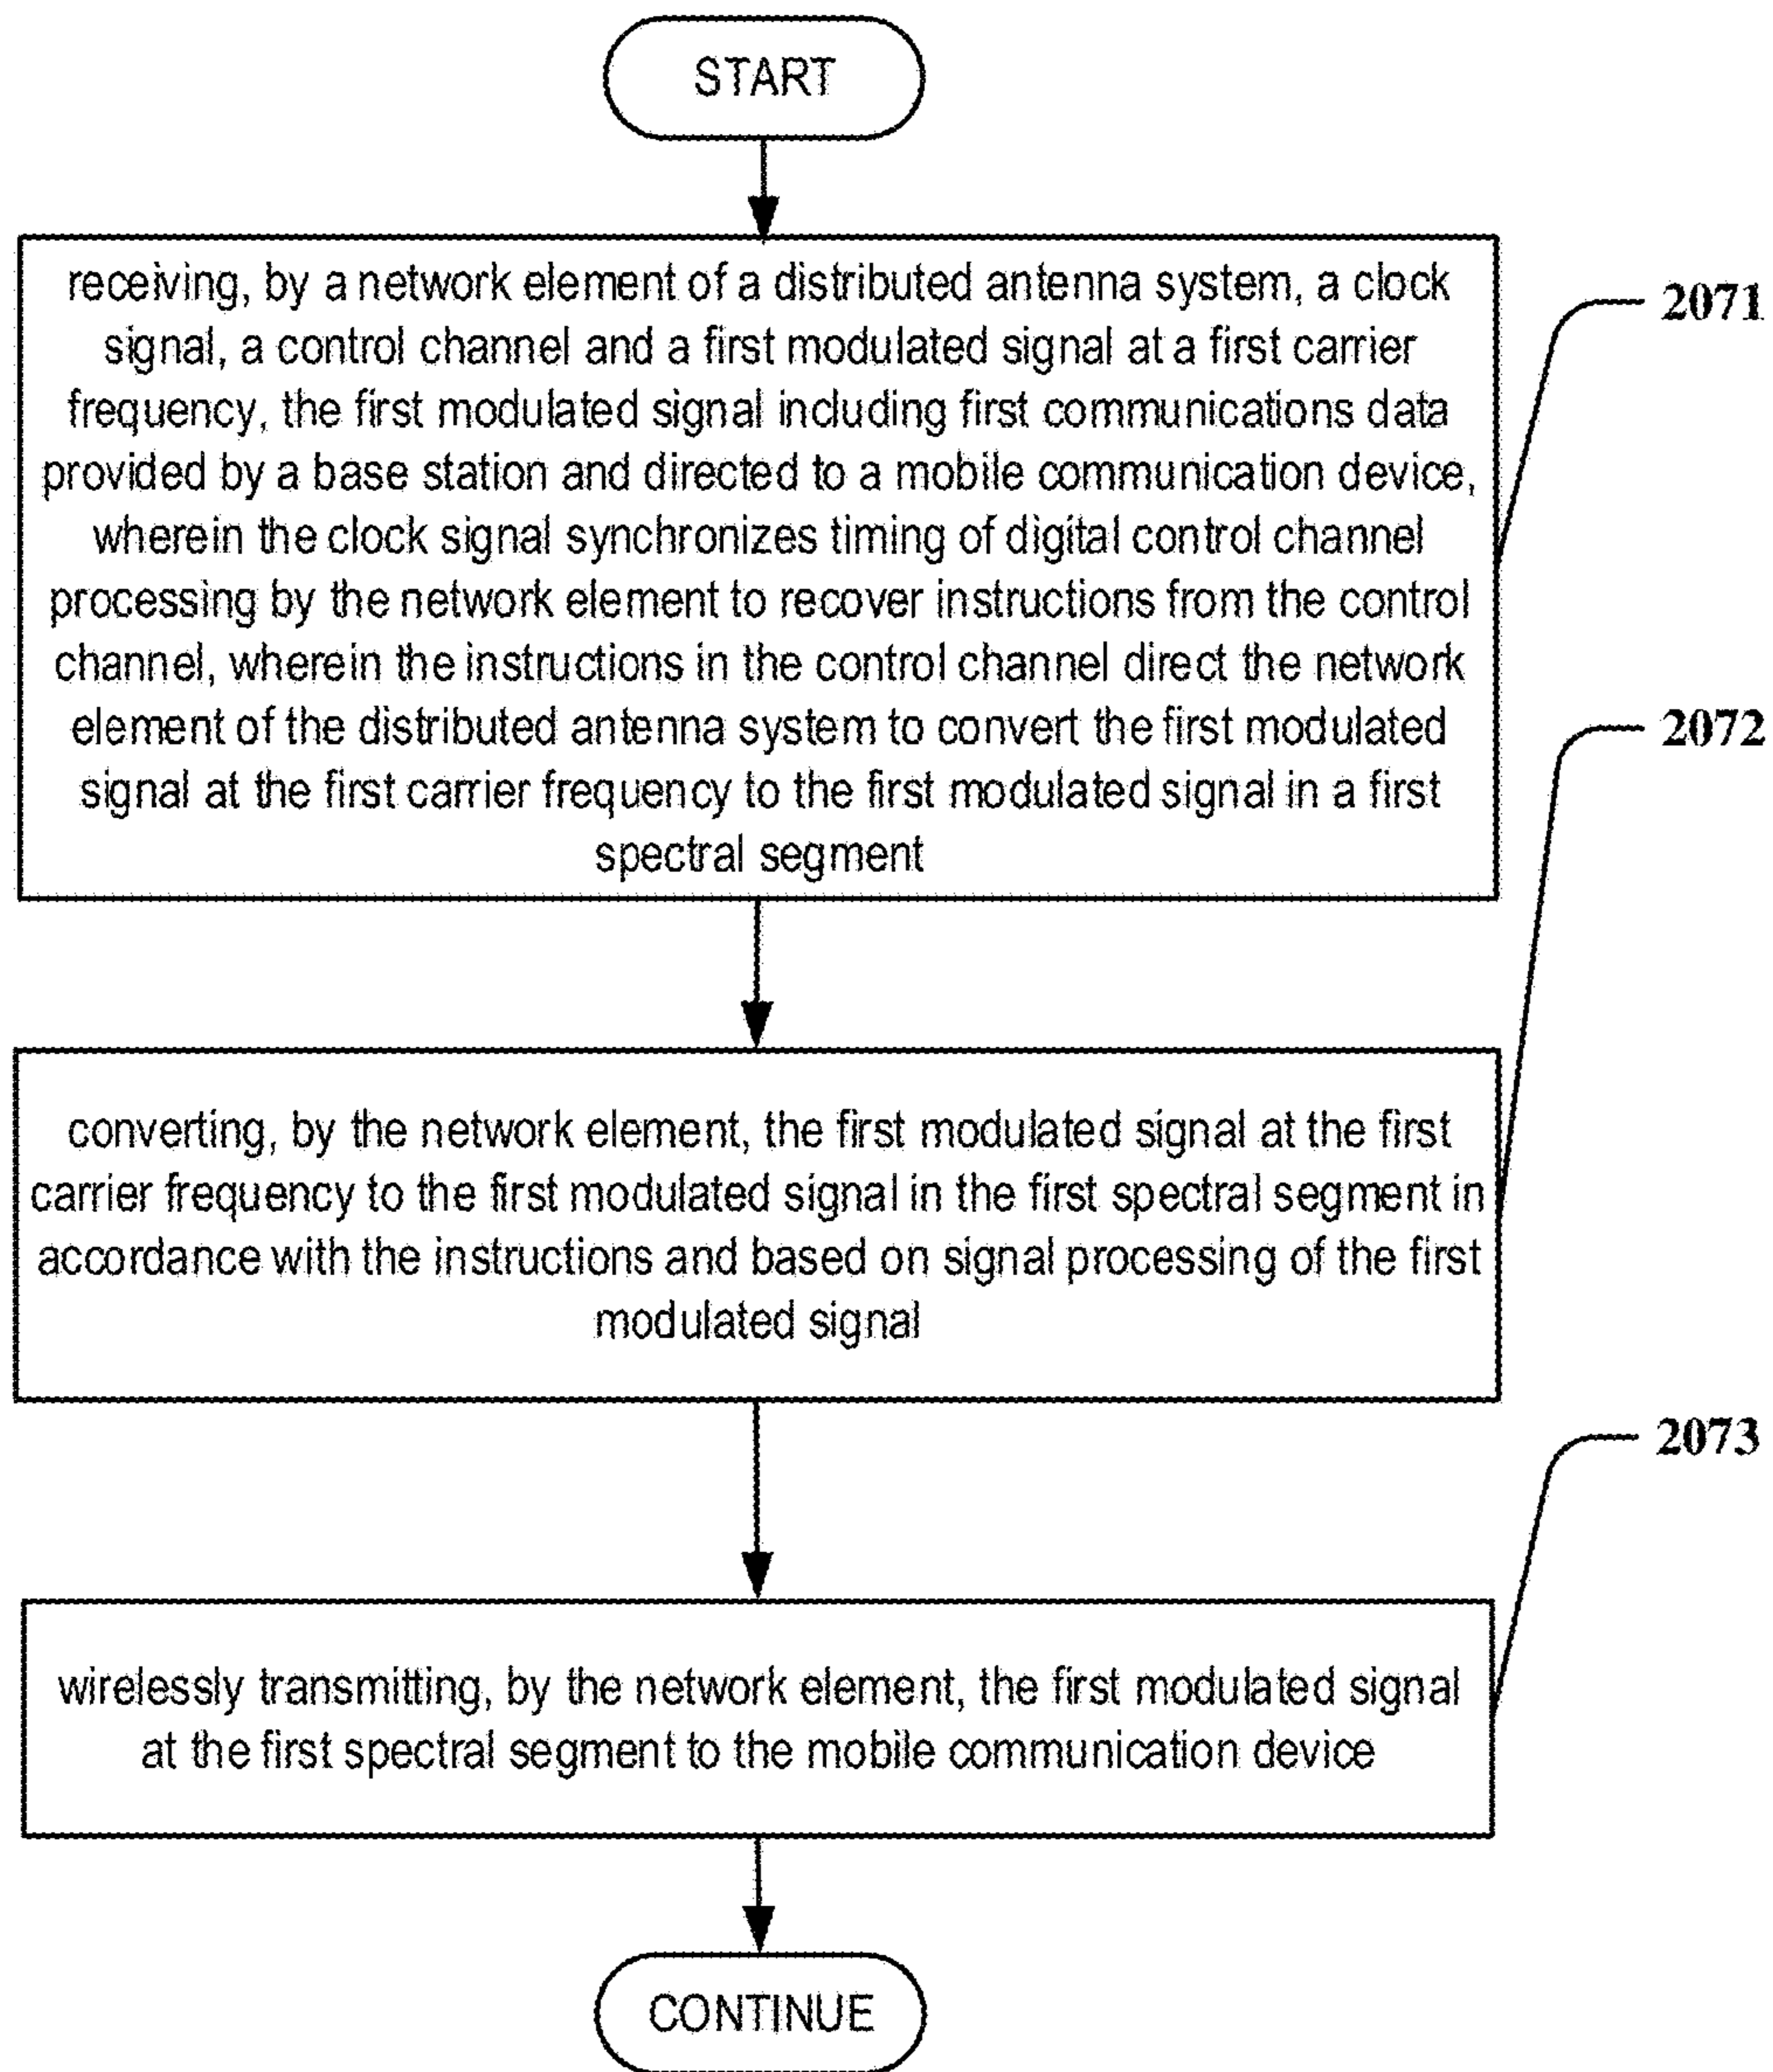 START
receiving, by a network element of a distributed antenna system, a clock
signal, a control channel and a first modulated signal at a first carrier
frequency, the first modulated signal including first communications data
provided by a base station and directed to a mobile communication device,
wherein the clock signal synchronizes timing of digital control channel
processing by the network element to recover instructions from the control
channel, wherein the instructions in the control channel direct the network
element of the distributed antenna system to convert the first modulated
signal at the first carrier frequency to the first modulated signal in a first
spectral segment
2071
converting, by the network element, the first modulated signal at the first
carrier frequency to the first modulated signal in the first spectral segment in
accordance with the instructions and based on signal processing of the first
modulated signal
2072
wirelessly transmitting, by the network element, the first modulated signal
at the first spectral segment to the mobile communication device
2073
CONTINUE